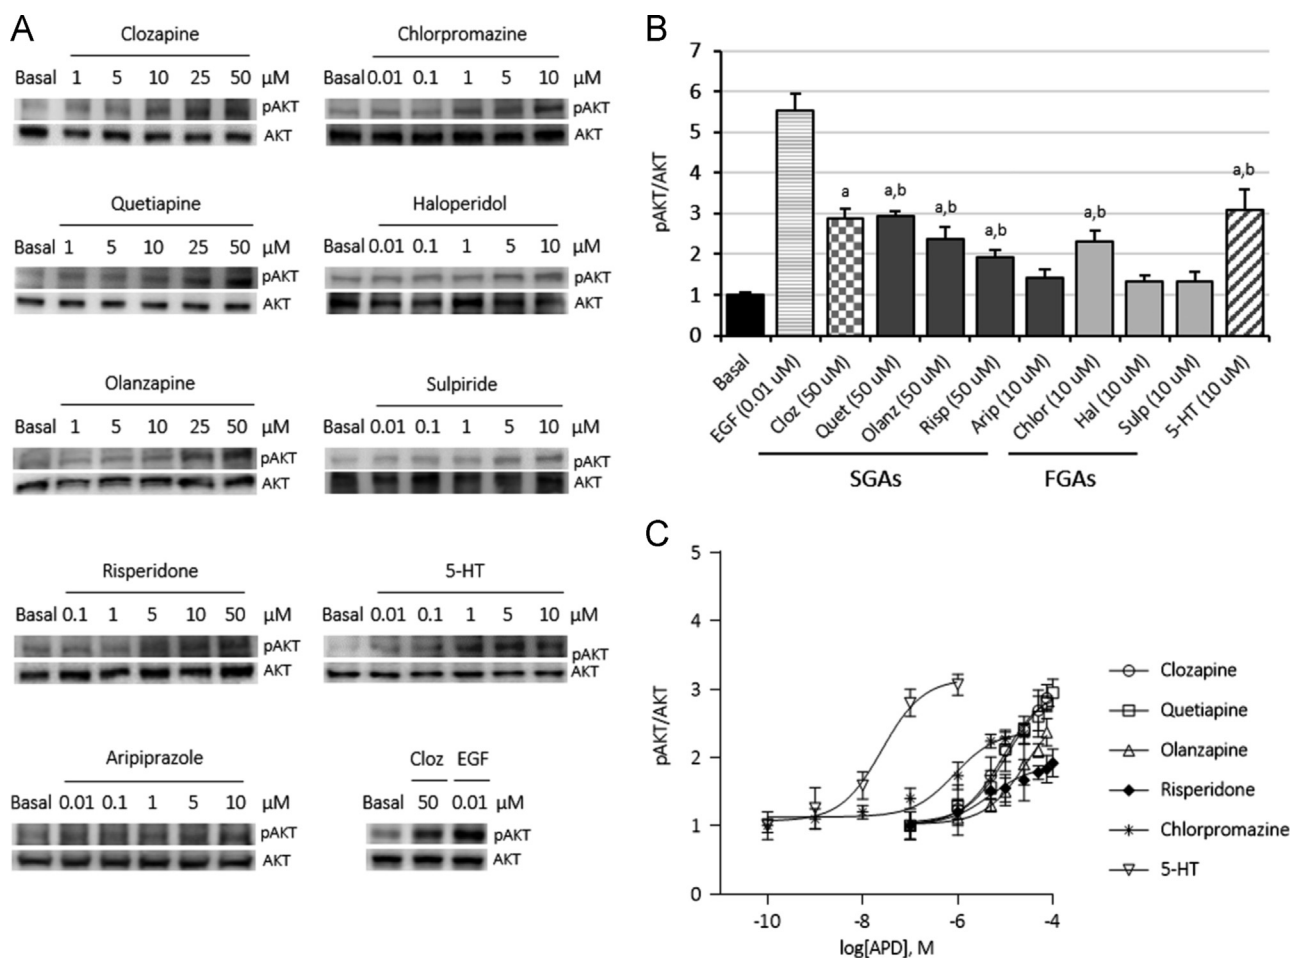 A
Clozapine
Basal 1 5 10 25 50 μM
pAKT
AKT
Chlorpromazine
Basal 0.01 0.1 1 5 10 μM
pAKT
AKT
Quetiapine
Basal 1 5 10 25 50 μM
pAKT
AKT
Haloperidol
Basal 0.01 0.1 1 5 10 μM
pAKT
AKT
Olanzapine
Basal 1 5 10 25 50 μM
pAKT
AKT
Sulpiride
Basal 0.01 0.1 1 5 10 μM
pAKT
AKT
Risperidone
Basal 0.1 1 5 10 50 μM
pAKT
AKT
5-HT
Basal 0.01 0.1 1 5 10 μM
pAKT
AKT
Aripiprazole
Basal 0.01 0.1 1 5 10 μM
pAKT
AKT
Cloz EGF
Basal 50 0.01 μM
pAKT
AKT
B
pAKT/AKT
7
6
5
4
3
2
1
0
a
a,b
a,b
a,b
a,b
a,b
Basal
EGF (0.01 uM)
Cloz (50 uM)
Quet (50 uM)
Olanz (50 uM)
Risp (50 uM)
Arip (10 uM)
Chlor (10 uM)
Hal (10 uM)
Sulp (10 uM)
5-HT (10 uM)
SGAs
FGAs
C
pAKT/AKT
5
4
3
2
1
0
-10 -8 -6 -4
log[APD], M
Clozapine
Quetiapine
Olanzapine
Risperidone
Chlorpromazine
5-HT